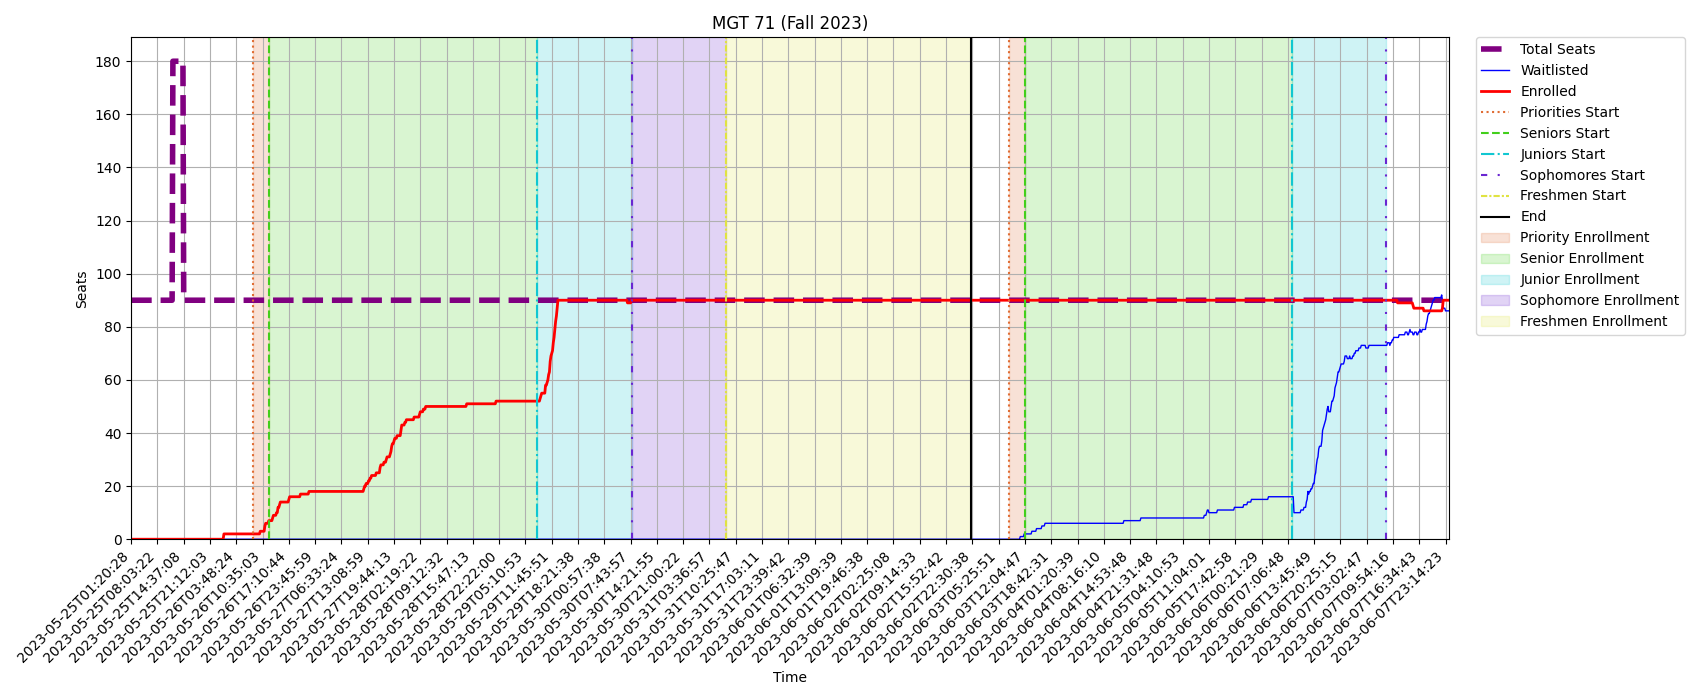 MGT 71 (Fall 2023)
Seats
180
160
140
120
100
80
60
40
20
0
2023-05-25T01:20:28
2023-05-25T08:03:22
2023-05-25T14:37:08
2023-05-25T21:12:03
2023-05-26T03:48:24
2023-05-26T10:35:03
2023-05-26T17:10:44
2023-05-26T23:45:59
2023-05-27T06:33:24
2023-05-27T13:08:59
2023-05-27T19:44:13
2023-05-28T02:19:22
2023-05-28T09:12:32
2023-05-28T15:47:13
2023-05-28T22:22:00
2023-05-29T05:10:53
2023-05-29T11:45:51
2023-05-29T18:21:38
2023-05-30T00:57:38
2023-05-30T07:43:57
2023-05-30T14:21:55
2023-05-30T21:00:22
2023-05-31T03:36:57
2023-05-31T10:25:47
2023-05-31T17:03:11
2023-05-31T23:39:42
2023-06-01T06:32:39
2023-06-01T13:09:39
2023-06-01T19:46:38
2023-06-02T02:25:08
2023-06-02T09:14:33
2023-06-02T15:52:42
2023-06-02T22:30:38
2023-06-03T05:25:51
2023-06-03T12:04:47
2023-06-03T18:42:31
2023-06-04T01:20:39
2023-06-04T08:16:10
2023-06-04T14:53:48
2023-06-04T21:31:48
2023-06-05T04:10:53
2023-06-05T11:04:01
2023-06-05T17:42:58
2023-06-06T00:21:29
2023-06-06T07:06:48
2023-06-06T13:45:49
2023-06-06T20:25:15
2023-06-07T03:02:47
2023-06-07T09:54:16
2023-06-07T16:34:43
2023-06-07T23:14:23
Time
Total Seats
Waitlisted
Enrolled
Priorities Start
Seniors Start
Juniors Start
Sophomores Start
Freshmen Start
End
Priority Enrollment
Senior Enrollment
Junior Enrollment
Sophomore Enrollment
Freshmen Enrollment